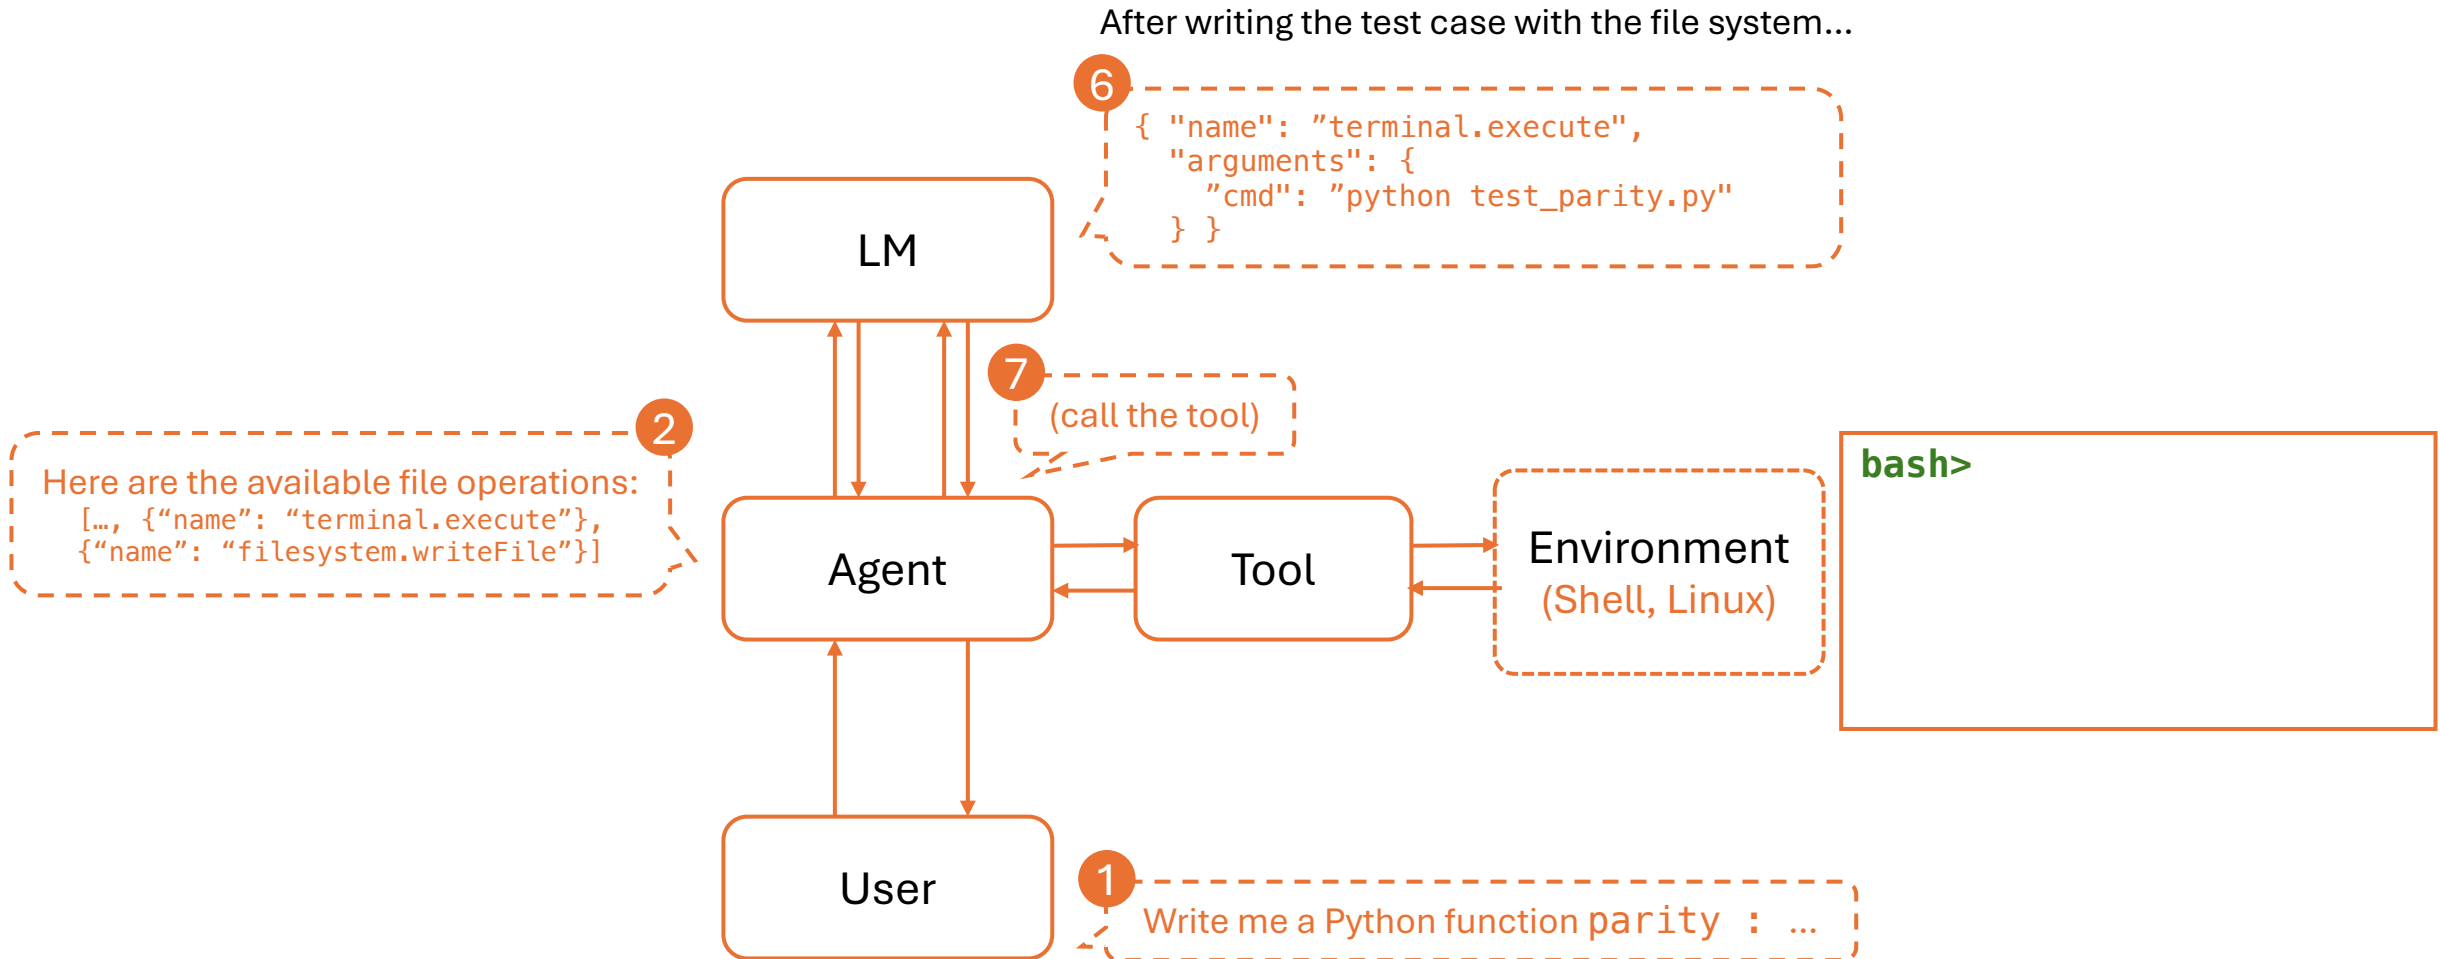 After writing the test case with the file system...
6
{ "name": ”terminal.execute",
"arguments": {
”cmd": ”python test_parity.py"
} }
LM
7
(call the tool)
2
Here are the available file operations:
[…, {“name”: “terminal.execute”},
{“name”: “filesystem.writeFile”}]
Agent
Tool
Environment
(Shell, Linux)
bash>
User
1
Write me a Python function parity : ...